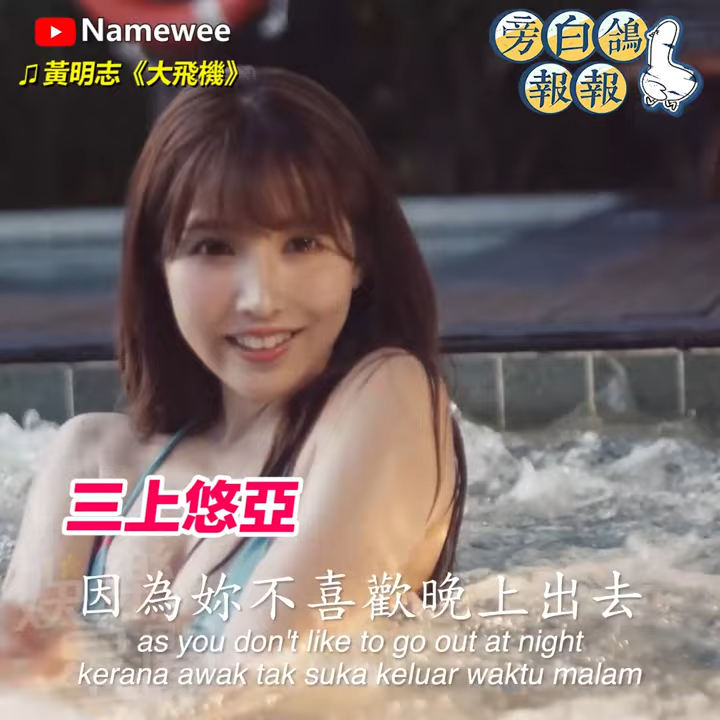 Namewee
♫黃明志《大飛機》
旁白鴿
報報
三上悠亞
因為妳不喜歡晚上出去
as you don't like to go out at night
kerana awak tak suka keluar waktu malam